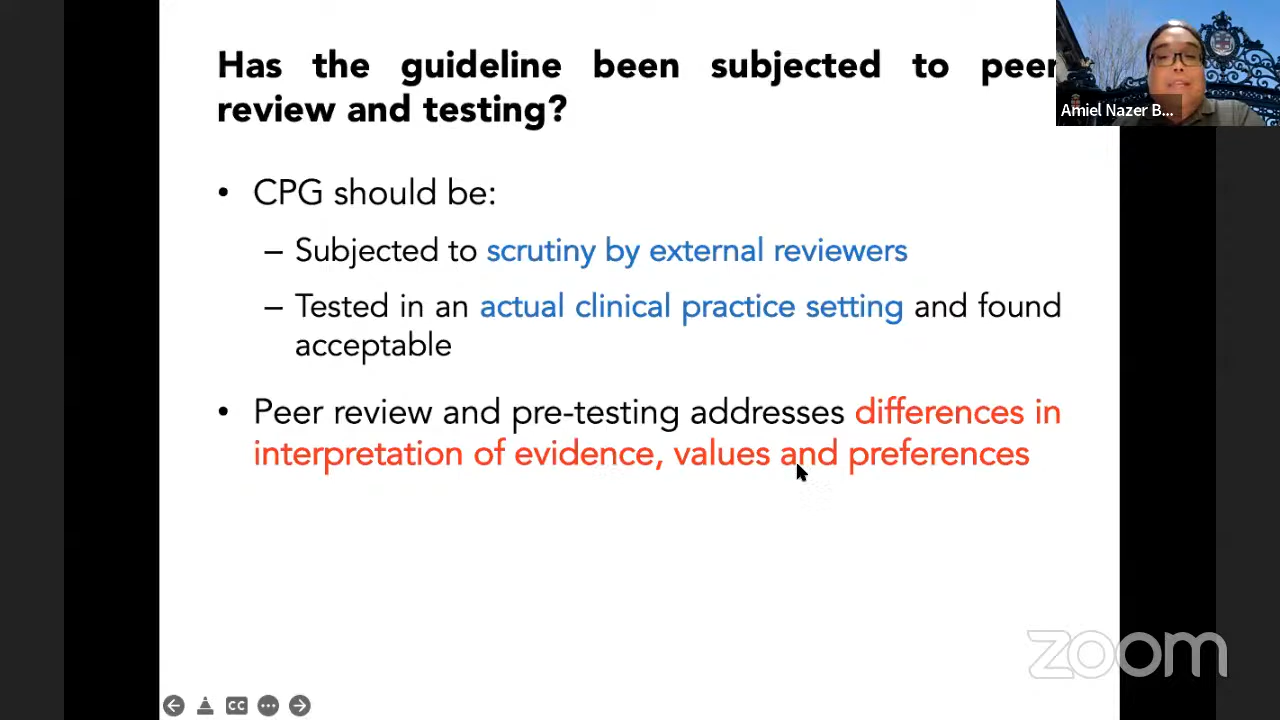 Has the guideline been subjected to peer
review and testing?
Amiel Nazer B...
• CPG should be:
– Subjected to scrutiny by external reviewers
– Tested in an actual clinical practice setting and found
acceptable
• Peer review and pre-testing addresses differences in
interpretation of evidence, values and preferences
zoom
CC